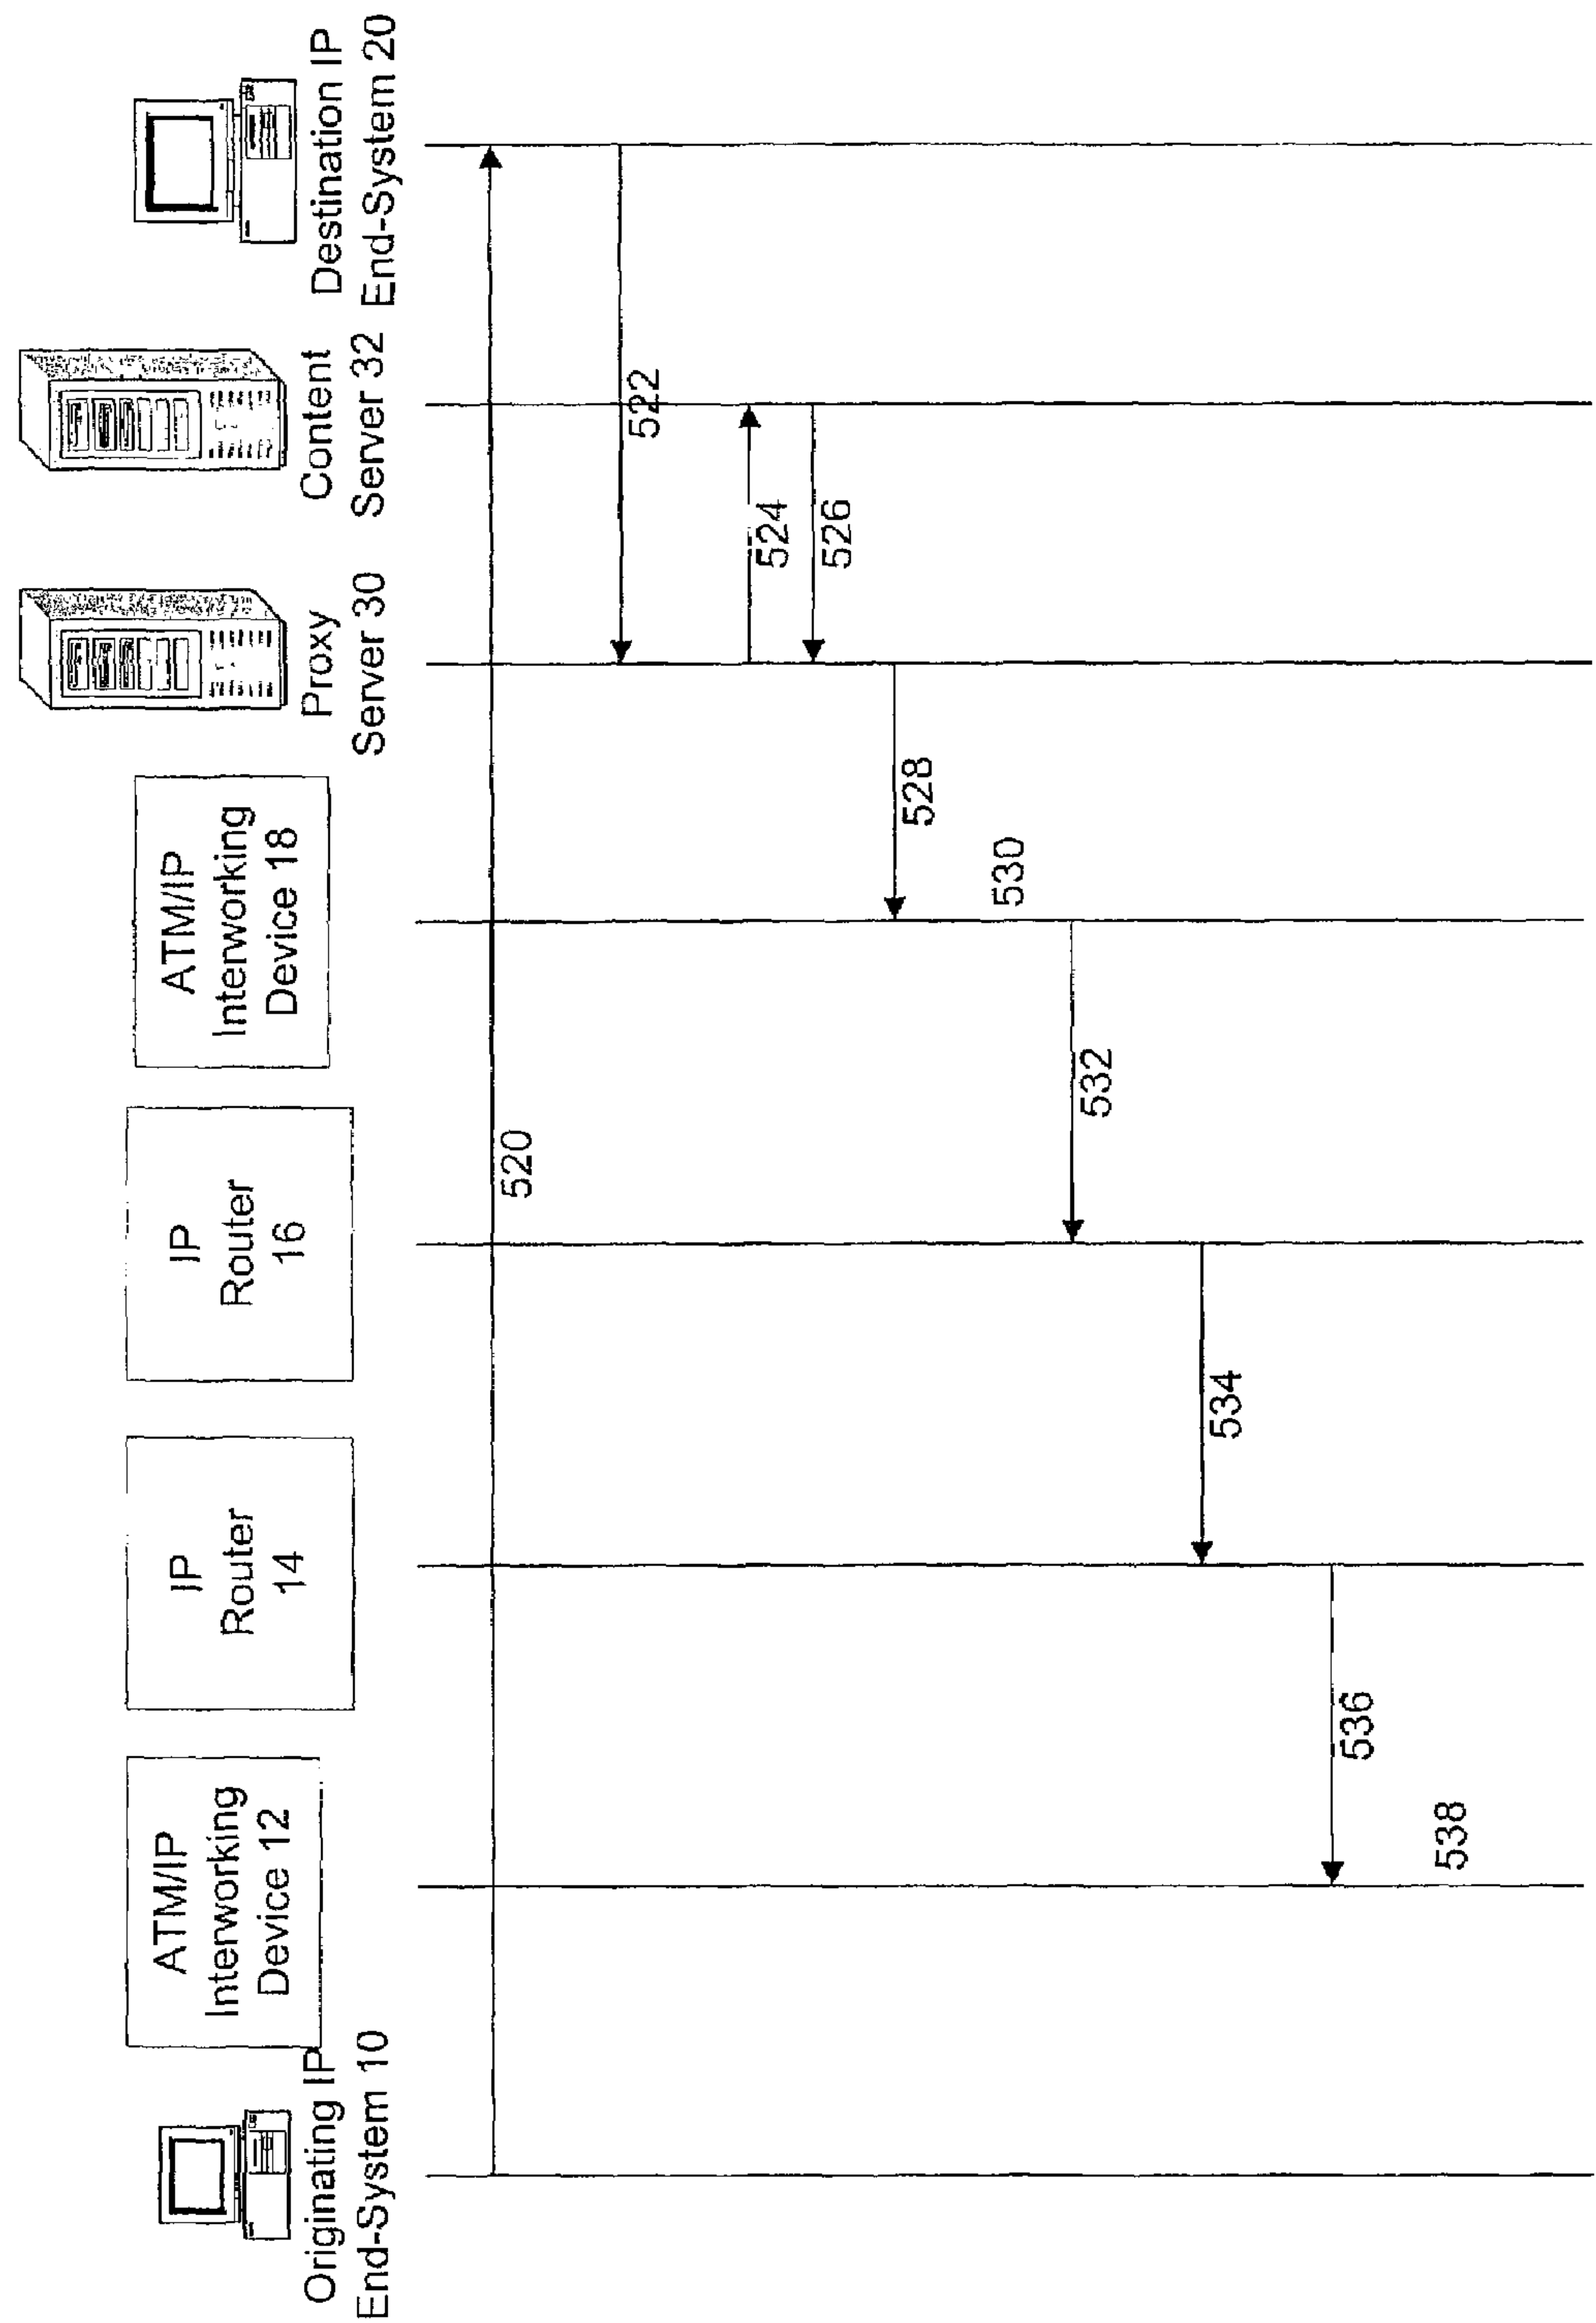 Originating IP
End-System 10
ATM/IP
Interworking
Device 12
IP
Router
14
IP
Router
16
ATM/IP
Interworking
Device 18
Proxy
Server 30
Content
Server 32
Destination IP
End-System 20
520
522
524
526
528
530
532
534
536
538